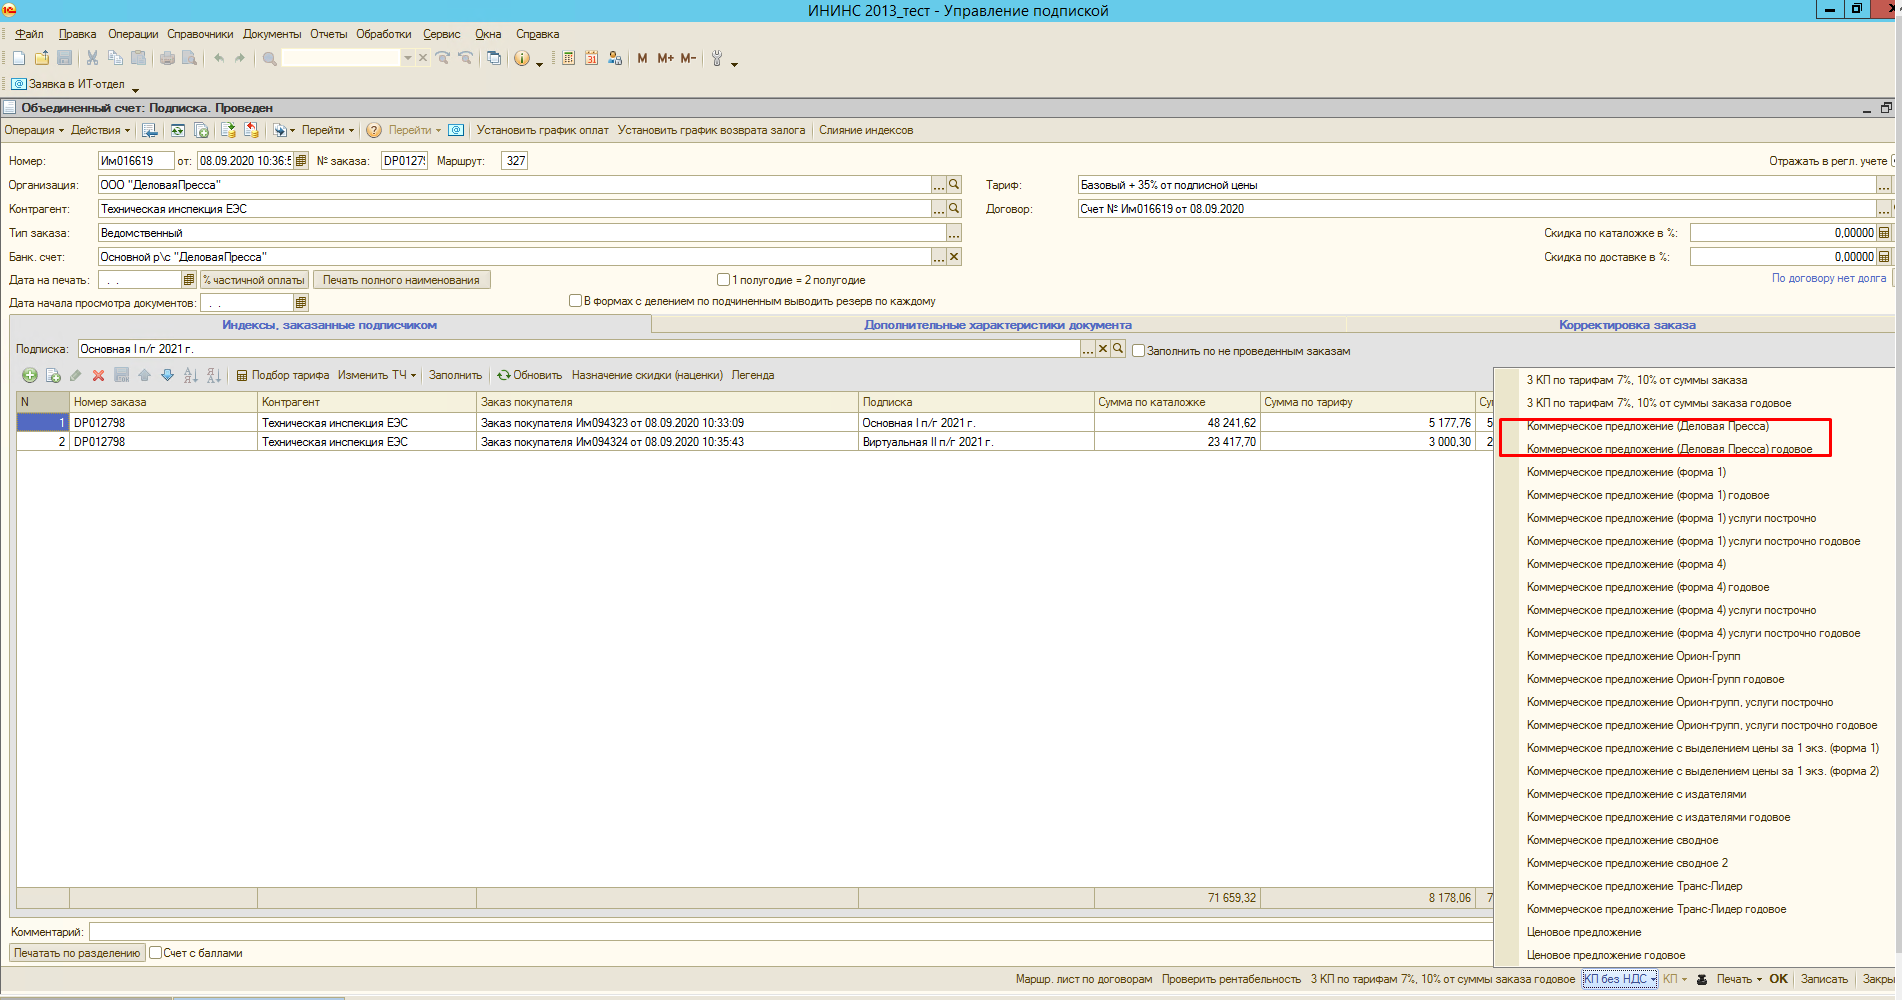 ИНИНС 2013_тест - Управление подпиской
Файл Правка Операции Справочники Документы Отчеты Обработки Сервис Окна Справка
M M+ M-
Заявка в ИТ-отдел
Объединенный счет: Подписка. Проведен
Операция Действия Перейти Перейти Установить график оплат Установить график возврата залога Слияние индексов
Номер: Им016619 от: 08.09.2020 10:36:5 № заказа: DP0127 Маршрут: 327
Отражать в регл. учете
Организация: ООО "ДеловаяПресса" Тариф: Базовый + 35% от подписной цены
Контрагент: Техническая инспекция ЕЭС Договор: Счет № Им016619 от 08.09.2020
Тип заказа: Ведомственный Скидка по каталожке в %: 0,00000
Банк. счет: Основной р\с "ДеловаяПресса" Скидка по доставке в %: 0,00000
Дата на печать: . . % частичной оплаты Печать полного наименования 1 полугодие = 2 полугодие По договору нет долга
Дата начала просмотра документов: . . В формах с делением по подчиненным выводить резерв по каждому
Индексы, заказанные подписчиком Дополнительные характеристики документа Корректировка заказа
Подписка: Основная I п/г 2021 г. Заполнить по не проведенным заказам
Подбор тарифа Изменить ТЧ Заполнить Обновить Назначение скидки (наценки) Легенда
N Номер заказа Контрагент Заказ покупателя Подписка Сумма по каталожке Сумма по тарифу Су
1 DP012798 Техническая инспекция ЕЭС Заказ покупателя Им094323 от 08.09.2020 10:33:09 Основная I п/г 2021 г. 48 241,62 5 177,76 5
2 DP012798 Техническая инспекция ЕЭС Заказ покупателя Им094324 от 08.09.2020 10:35:43 Виртуальная II п/г 2021 г. 23 417,70 3 000,30 2
71 659,32 8 178,06 7
3 КП по тарифам 7%, 10% от суммы заказа
3 КП по тарифам 7%, 10% от суммы заказа годовое
Коммерческое предложение (Деловая Пресса)
Коммерческое предложение (Деловая Пресса) годовое
Коммерческое предложение (форма 1)
Коммерческое предложение (форма 1) годовое
Коммерческое предложение (форма 1) услуги построчно
Коммерческое предложение (форма 1) услуги построчно годовое
Коммерческое предложение (форма 4)
Коммерческое предложение (форма 4) годовое
Коммерческое предложение (форма 4) услуги построчно
Коммерческое предложение (форма 4) услуги построчно годовое
Коммерческое предложение Орион-Групп
Коммерческое предложение Орион-Групп годовое
Коммерческое предложение Орион-групп, услуги построчно
Коммерческое предложение Орион-групп, услуги построчно годовое
Коммерческое предложение с выделением цены за 1 экз. (форма 1)
Коммерческое предложение с выделением цены за 1 экз. (форма 2)
Коммерческое предложение с издателями
Коммерческое предложение с издателями годовое
Коммерческое предложение сводное
Коммерческое предложение сводное 2
Коммерческое предложение Транс-Лидер
Коммерческое предложение Транс-Лидер годовое
Ценовое предложение
Ценовое предложение годовое
Комментарий:
Печатать по разделению Счет с баллами
Маршр. лист по договорам Проверить рентабельность 3 КП по тарифам 7%, 10% от суммы заказа годовое КП без НДС КП Печать OK Записать Закры